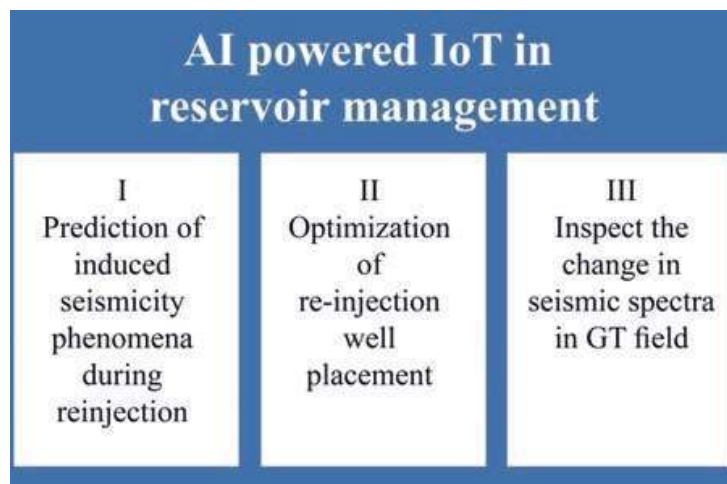 AI powered IoT in
reservoir management
I
Prediction of
induced
seismicity
phenomena
during
reinjection
II
Optimization
of
re-injection
well
placement
III
Inspect the
change in
seismic spectra
in GT field